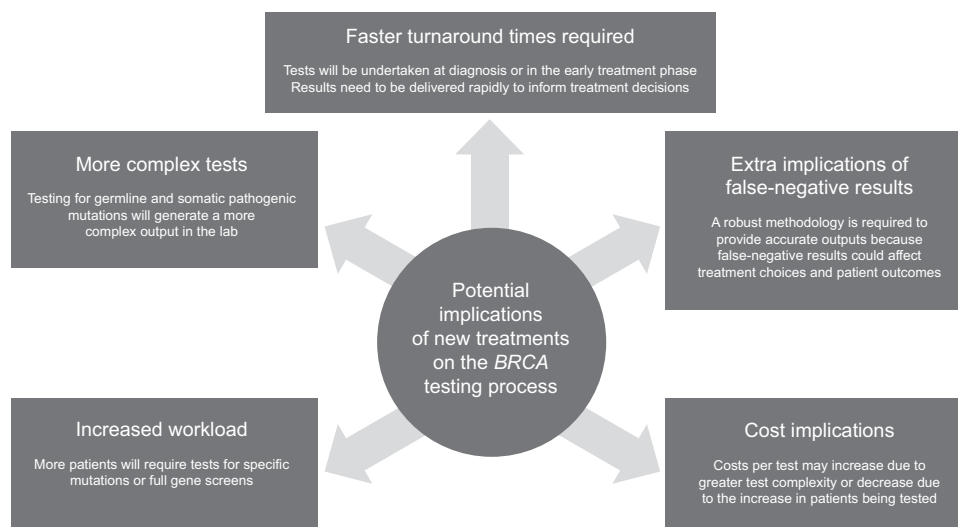 Faster turnaround times required
Tests will be undertaken at diagnosis or in the early treatment phase
Results need to be delivered rapidly to inform treatment decisions
More complex tests
Testing for germline and somatic pathogenic
mutations will generate a more
complex output in the lab
Extra implications of
false-negative results
A robust methodology is required to
provide accurate outputs because
false-negative results could affect
treatment choices and patient outcomes
Potential
implications
of new treatments
on the BRCA
testing process
Increased workload
More patients will require tests for specific
mutations or full gene screens
Cost implications
Costs per test may increase due to
greater test complexity or decrease due
to the increase in patients being tested